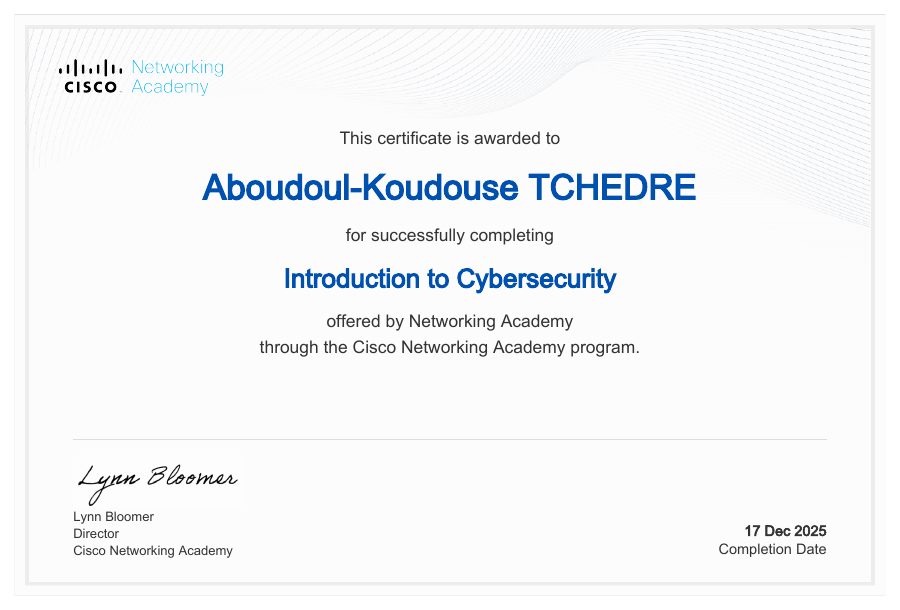 Networking
CISCO. Academy
This certificate is awarded to
Aboudoul-Koudouse TCHEDRE
for successfully completing
Introduction to Cybersecurity
offered by Networking Academy
through the Cisco Networking Academy program.
Lynn Bloomer
Lynn Bloomer
Director
Cisco Networking Academy
17 Dec 2025
Completion Date